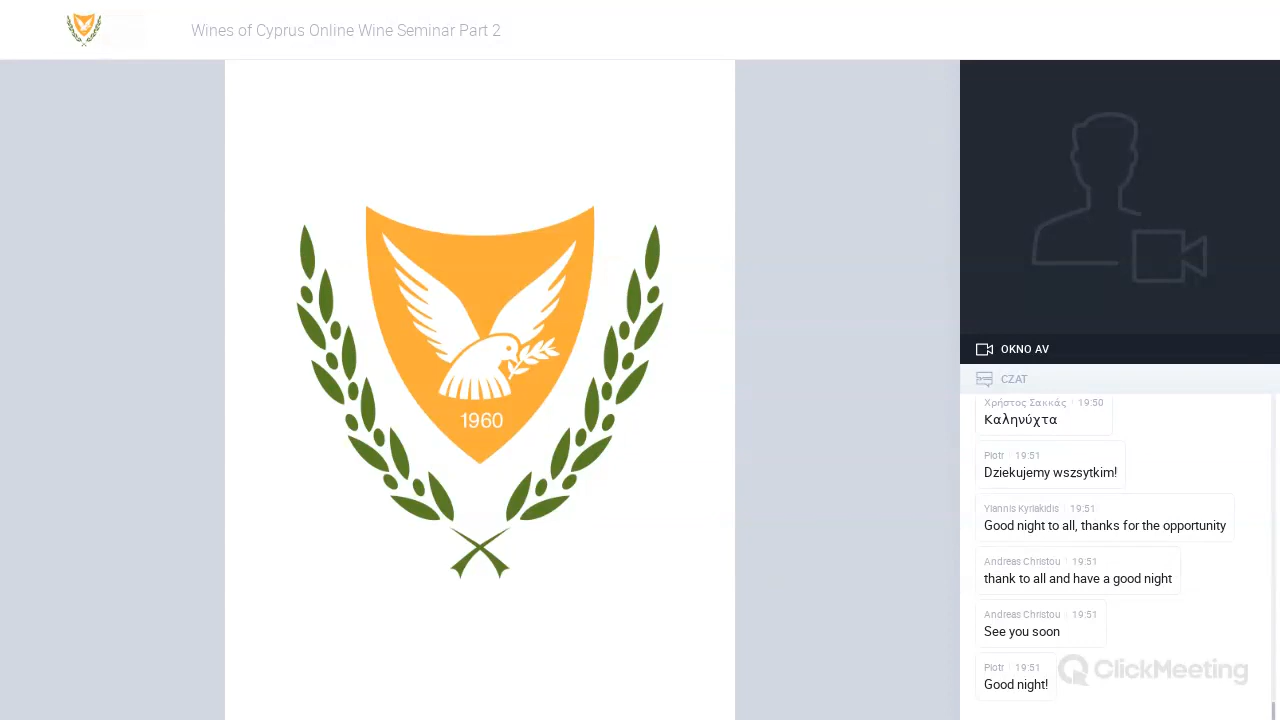 Wines of Cyprus Online Wine Seminar Part 2
1960
OKNO AV
CZAT
Χρήστος Σακκάς 19:50
Καληνύχτα
Piotr 19:51
Dziekujemy wszsytkim!
Yiannis Kyriakidis 19:51
Good night to all, thanks for the opportunity
Andreas Christou 19:51
thank to all and have a good night
Andreas Christou 19:51
See you soon
Piotr 19:51
Good night!
ClickMeeting